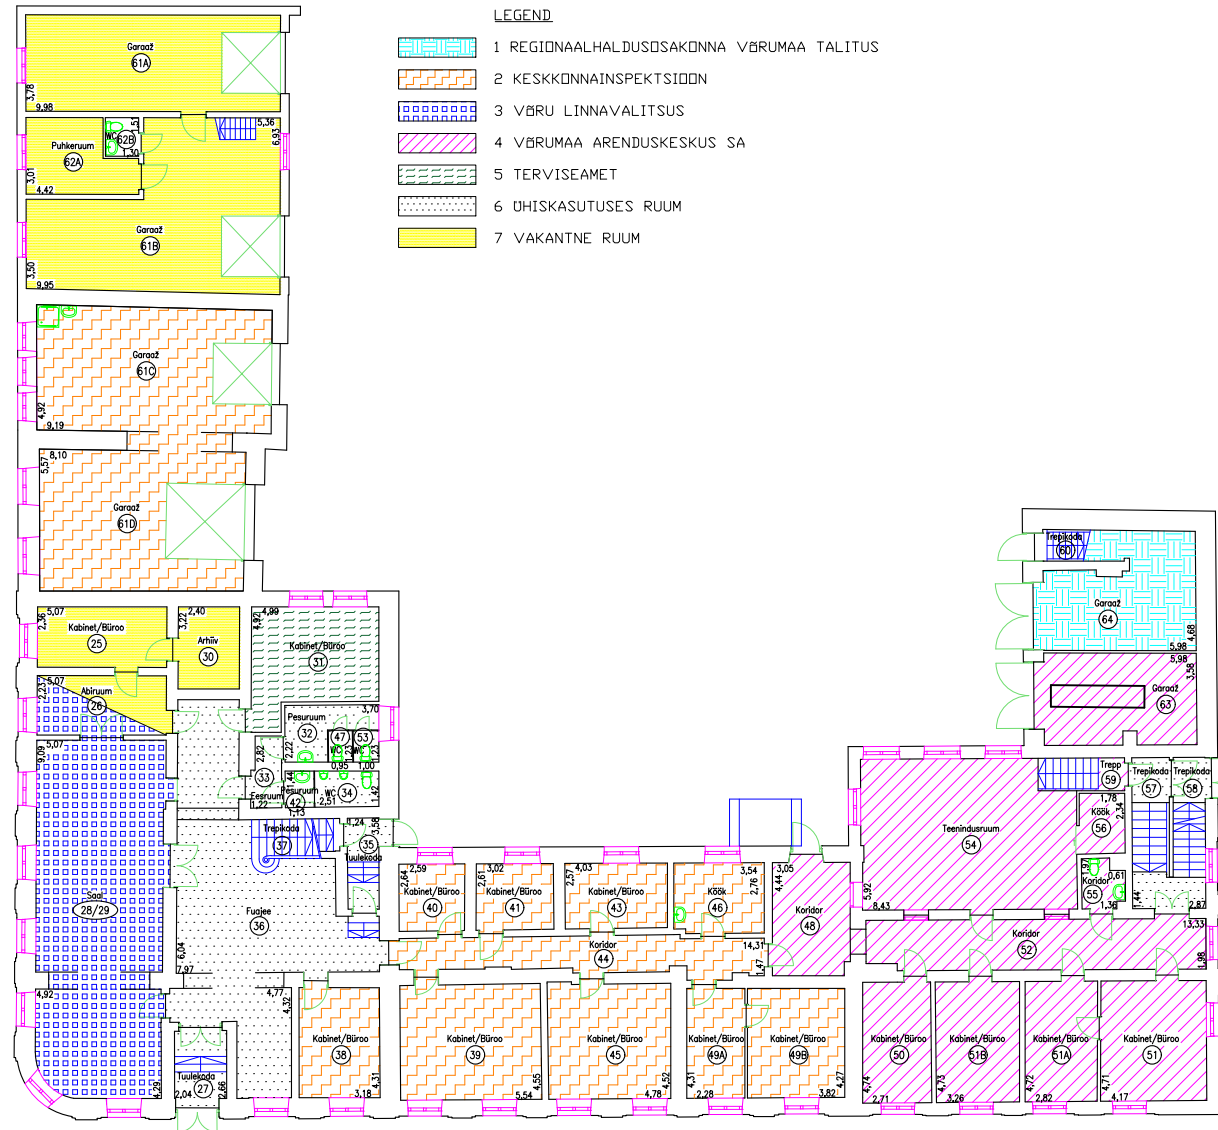 LEGEND
1 REGIONAALHALDUSOSAKONNA VÕRUMAA TALITUS
2 KESKKONNAINSPEKTSIOON
3 VÕRU LINNAVALITSUS
4 VÕRUMAA ARENDUSKESKUS SA
5 TERVISEAMET
6 ÜHISKASUTUSES RUUM
7 VAKANTNE RUUM
Garaaž
61A
3,78
9,98
5,36
6,93
WC
62B
1,51
1,30
Puhkeruum
62A
3,01
4,42
Garaaž
61B
3,50
9,95
Garaaž
61C
4,92
9,19
8,10
5,57
Garaaž
61D
5,07
2,36
Kabinet/Büroo
25
2,40
3,22
Arhiiv
30
4,99
4,92
Kabinet/Büroo
31
5,07
2,23
Abiruum
26
3,70
Pesuruum
32
2,22
47
WC
1,23
0,95
53
WC
1,23
1,00
2,82
33
Eesruum
1,22
1,44
Pesuruum
42
1,13
WC
34
2,51
1,42
5,07
9,09
Saal
28/29
4,92
4,29
Trepikoda
37
1,24
3,58
35
Tuulekoda
Fuajee
36
6,04
7,97
4,77
4,32
Tuulekoda
27
2,04
2,66
2,59
2,64
Kabinet/Büroo
40
3,02
2,61
Kabinet/Büroo
41
4,03
2,57
Kabinet/Büroo
43
3,54
2,76
Köök
46
Koridor
44
14,31
1,47
3,05
4,44
Koridor
48
Kabinet/Büroo
38
3,18
4,31
Kabinet/Büroo
39
5,54
4,55
Kabinet/Büroo
45
4,78
4,52
Kabinet/Büroo
49A
4,31
2,28
Kabinet/Büroo
49B
3,82
4,27
Trepikoda
60
Garaaž
64
4,68
5,98
5,98
3,58
Garaaž
63
Trepp
59
Trepikoda
57
Trepikoda
58
1,78
2,34
Köök
56
Teenindusruum
54
5,92
8,43
1,97
0,61
Koridor
55
1,36
1,44
2,87
Koridor
52
13,33
1,98
Kabinet/Büroo
50
4,74
2,71
Kabinet/Büroo
51B
4,73
3,26
Kabinet/Büroo
51A
4,72
2,82
Kabinet/Büroo
51
4,71
4,17